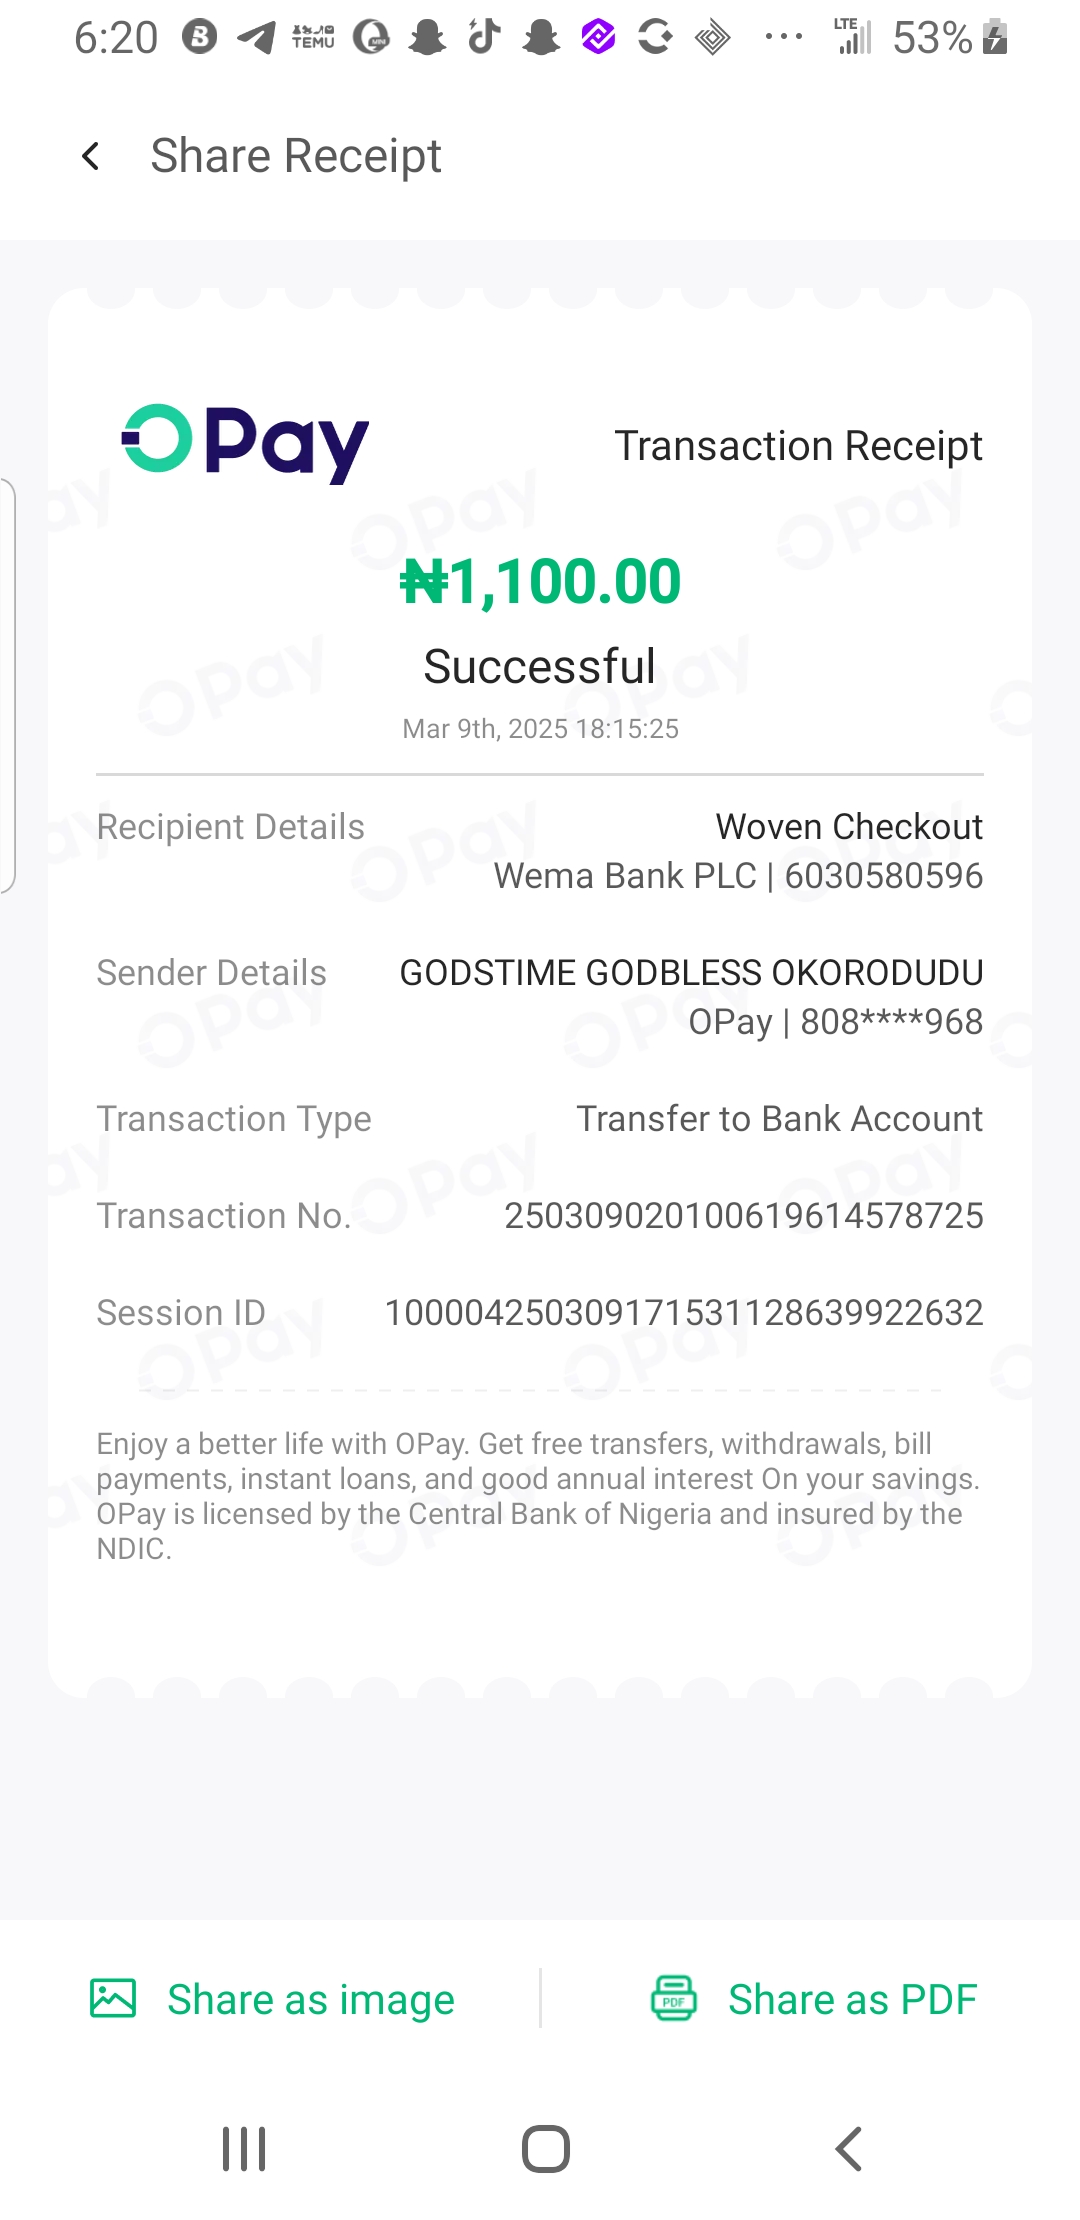 6:20
TEMU
LTE
53%
Share Receipt
OPay
Transaction Receipt
₦1,100.00
Successful
Mar 9th, 2025 18:15:25
Recipient Details
Woven Checkout
Wema Bank PLC | 6030580596
Sender Details
GODSTIME GODBLESS OKORODUDU
OPay | 808****968
Transaction Type
Transfer to Bank Account
Transaction No.
250309020100619614578725
Session ID
100004250309171531128639922632
Enjoy a better life with OPay. Get free transfers, withdrawals, bill
payments, instant loans, and good annual interest On your savings.
OPay is licensed by the Central Bank of Nigeria and insured by the
NDIC.
Share as image
PDF
Share as PDF